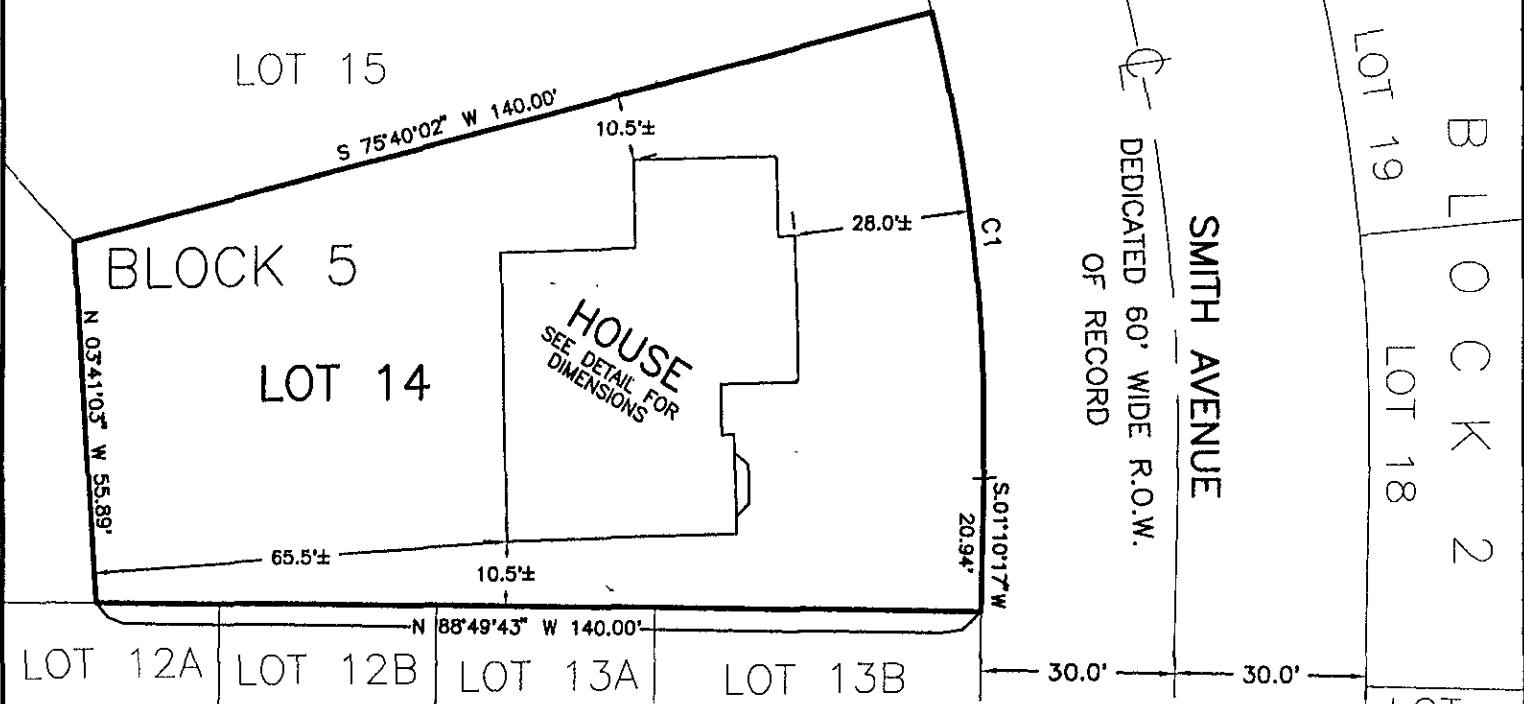 LOT 15
S 75°40'02" W 140.00'
10.5'±
28.0'±
C1
BLOCK 5
LOT 14
N 03°41'03" W 55.89'
HOUSE
SEE DETAIL FOR
DIMENSIONS
65.5'±
10.5'±
N 88°49'43" W 140.00'
S 01°10'17" W
20.94'
LOT 12A
LOT 12B
LOT 13A
LOT 13B
30.0'
30.0'
℄
DEDICATED 60' WIDE R.O.W.
OF RECORD
SMITH AVENUE
LOT 19
LOT 18
BLOCK 2
LOT